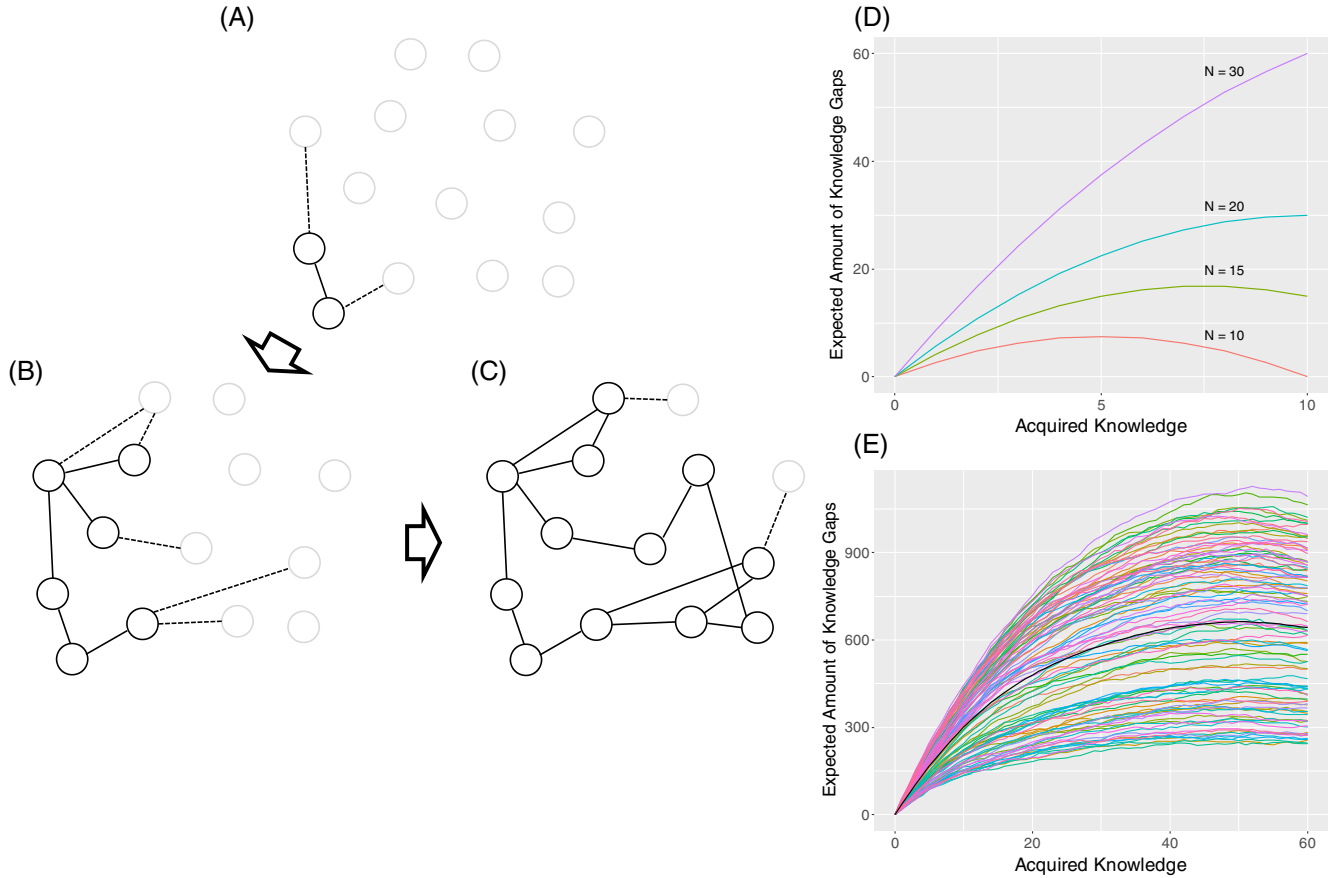 (A)
(B)
(C)
(D)
Expected Amount of Knowledge Gaps
60
40
20
0
N = 30
N = 20
N = 15
N = 10
0
5
10
Acquired Knowledge
(E)
Expected Amount of Knowledge Gaps
900
600
300
0
0
20
40
60
Acquired Knowledge